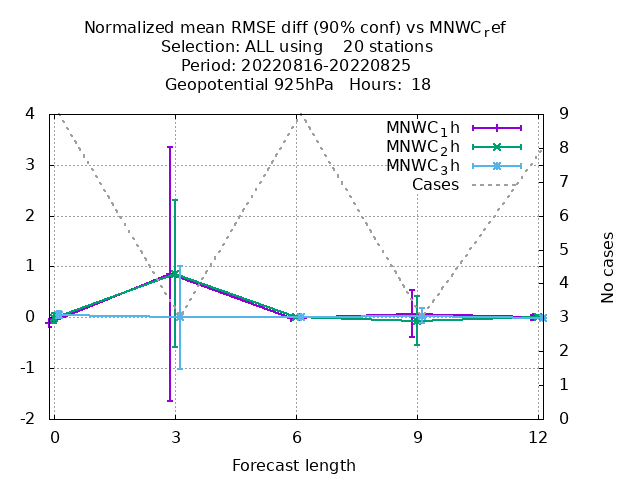 Normalized mean RMSE diff (90% conf) vs MNWC_ref
Selection: ALL using    20 stations
Period: 20220816-20220825
Geopotential 925hPa   Hours:  18
MNWC_1h
MNWC_2h
MNWC_3h
Cases
4
3
2
1
0
-1
-2
9
8
7
6
5
4
3
2
1
0
No cases
0 3 6 9 12
Forecast length